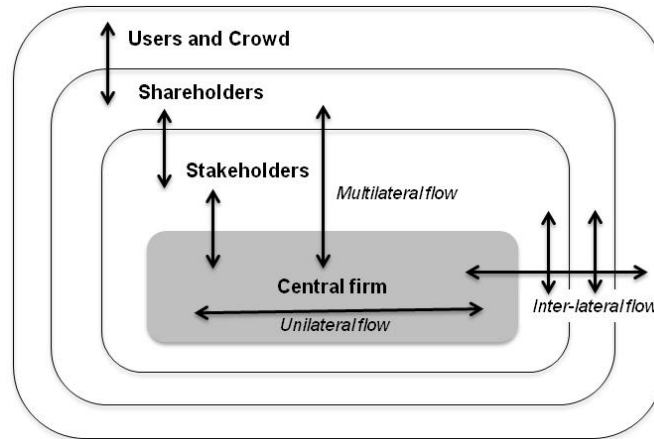 Users and Crowd
Shareholders
Stakeholders
Multilateral flow
Central firm
Inter-lateral flow
Unilateral flow